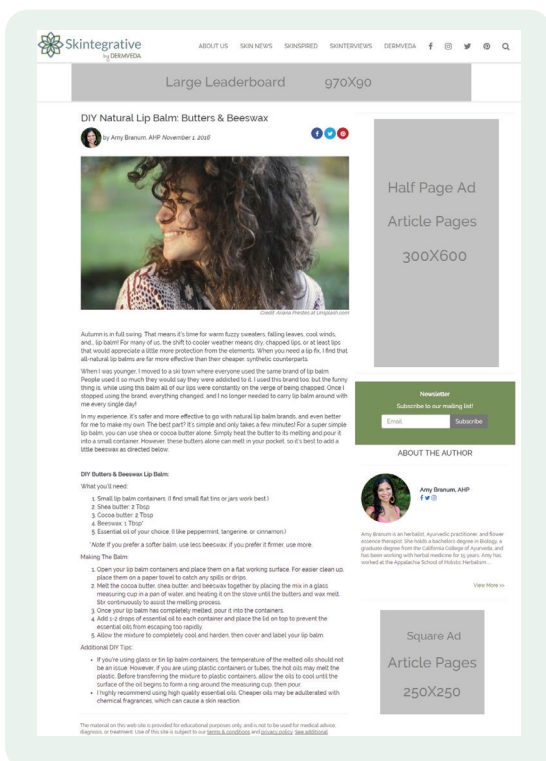 Skintegrative
by DERMVEDA
ABOUT US SKIN NEWS SKINSPIRED SKINTERVIEWS DERMVEDA
Large Leaderboard 970X90
DIY Natural Lip Balm: Butters & Beeswax
by Amy Branum, AHP November 1, 2016
Credit: Ariana Prestes at Unsplash.com
Autumn is in full swing. That means it's time for warm fuzzy sweaters, falling leaves, cool winds,
and... lip balm! For many of us, the shift to cooler weather means dry, chapped lips, or at least lips
that would appreciate a little more protection from the elements. When you need a lip fix, I find that
all-natural lip balms are far more effective than their cheaper, synthetic counterparts.
When I was younger, I moved to a ski town where everyone used the same brand of lip balm.
People used it so much they would say they were addicted to it. I used this brand too, but the funny
thing is, while using this balm all of our lips were constantly on the verge of being chapped. Once I
stopped using the brand, everything changed, and I no longer needed to carry lip balm around with
me every single day!
In my experience, it's safer and more effective to go with natural lip balm brands, and even better
for me to make my own. The best part? It's simple and only takes a few minutes! For a super simple
lip balm, you can use shea or cocoa butter alone. Simply heat the butter to its melting and pour it
into a small container. However, these butters alone can melt in your pocket, so it's best to add a
little beeswax as directed below.
DIY Butters & Beeswax Lip Balm:
What you'll need:
1. Small lip balm containers. (I find small flat tins or jars work best.)
2. Shea butter: 2 Tbsp
3. Cocoa butter: 2 Tbsp
4. Beeswax: 1 Tbsp*
5. Essential oil of your choice. (I like peppermint, tangerine, or cinnamon.)
*Note: If you prefer a softer balm, use less beeswax; if you prefer it firmer, use more.
Making The Balm:
1. Open your lip balm containers and place them on a flat working surface. For easier clean up,
place them on a paper towel to catch any spills or drips.
2. Melt the cocoa butter, shea butter, and beeswax together by placing the mix in a glass
measuring cup in a pan of water, and heating it on the stove until the butters and wax melt.
Stir continually to assist the melting process.
3. Once your lip balm has completely melted, pour it into the containers.
4. Add 1-2 drops of essential oil to each container and place the lid on top to prevent the
essential oils from escaping too rapidly.
5. Allow the mixture to completely cool and harden, then cover and label your lip balm.
Additional DIY Tips:
• If you're using glass or tin lip balm containers, the temperature of the melted oils should not
be an issue. However, if you are using plastic containers or tubes, the hot oils may melt the
plastic. Before transferring the mixture to plastic containers, allow the oils to cool until the
surface of the oil begins to form a ring around the measuring cup, then pour.
• I highly recommend using high quality essential oils. Cheaper oils may be adulterated with
chemical fragrances, which can cause a skin reaction.
The material on this web site is provided for educational purposes only, and is not to be used for medical advice,
diagnosis, or treatment. Use of this site is subject to our terms & conditions and privacy policy. See additional
Half Page Ad
Article Pages
300X600
Newsletter
Subscribe to our mailing list!
Email Subscribe
ABOUT THE AUTHOR
Amy Branum, AHP
Amy Branum is an herbalist, Ayurvedic practitioner, and flower
essence therapist. She holds a bachelors degree in Biology, a
graduate degree from the California College of Ayurveda, and
has been working with herbal medicine for 15 years. Amy has
worked at the Appalachia School of Holistic Herbalism ...
View More >>
Square Ad
Article Pages
250X250